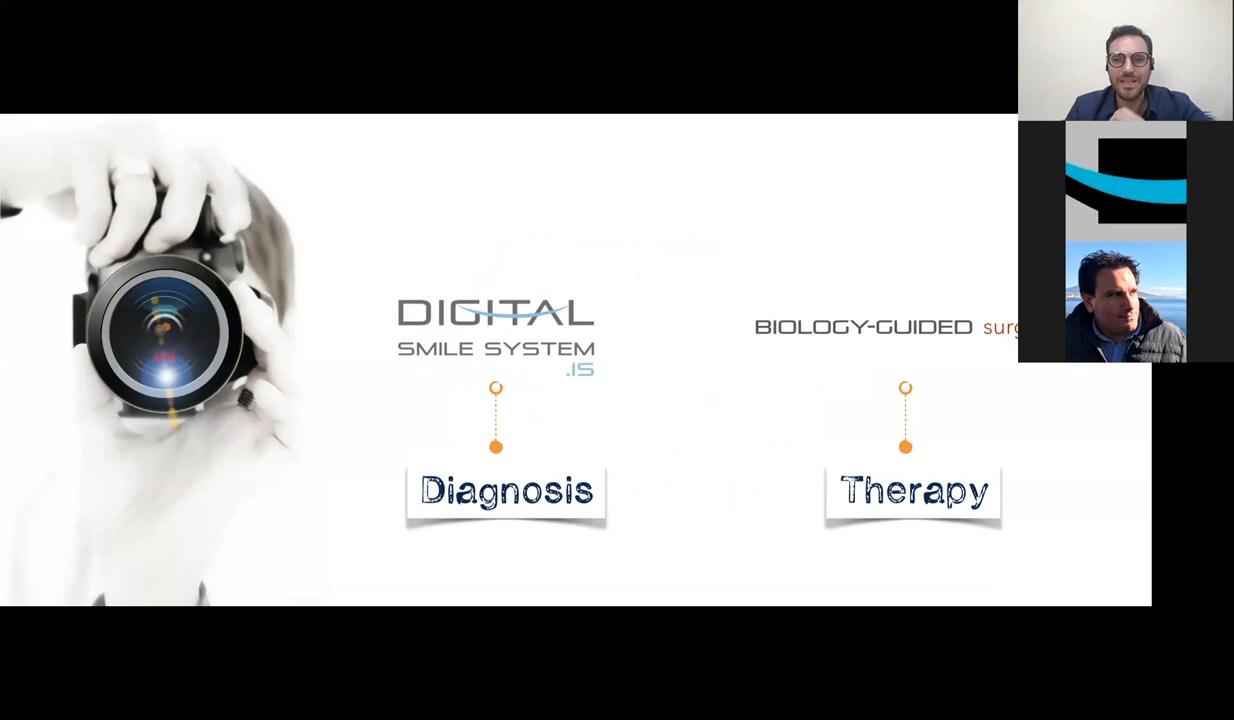 DIGITAL
SMILE SYSTEM
.IS
BIOLOGY-GUIDED
Diagnosis
Therapy